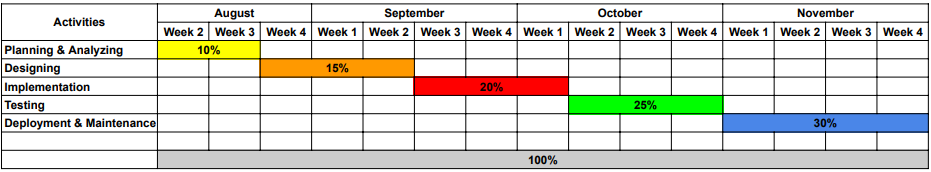 Activities August September October November
Week 2 Week 3 Week 4 Week 1 Week 2 Week 3 Week 4 Week 1 Week 2 Week 3 Week 4 Week 1 Week 2 Week 3 Week 4
Planning & Analyzing 10%
Designing 15%
Implementation 20%
Testing 25%
Deployment & Maintenance 30%
100%